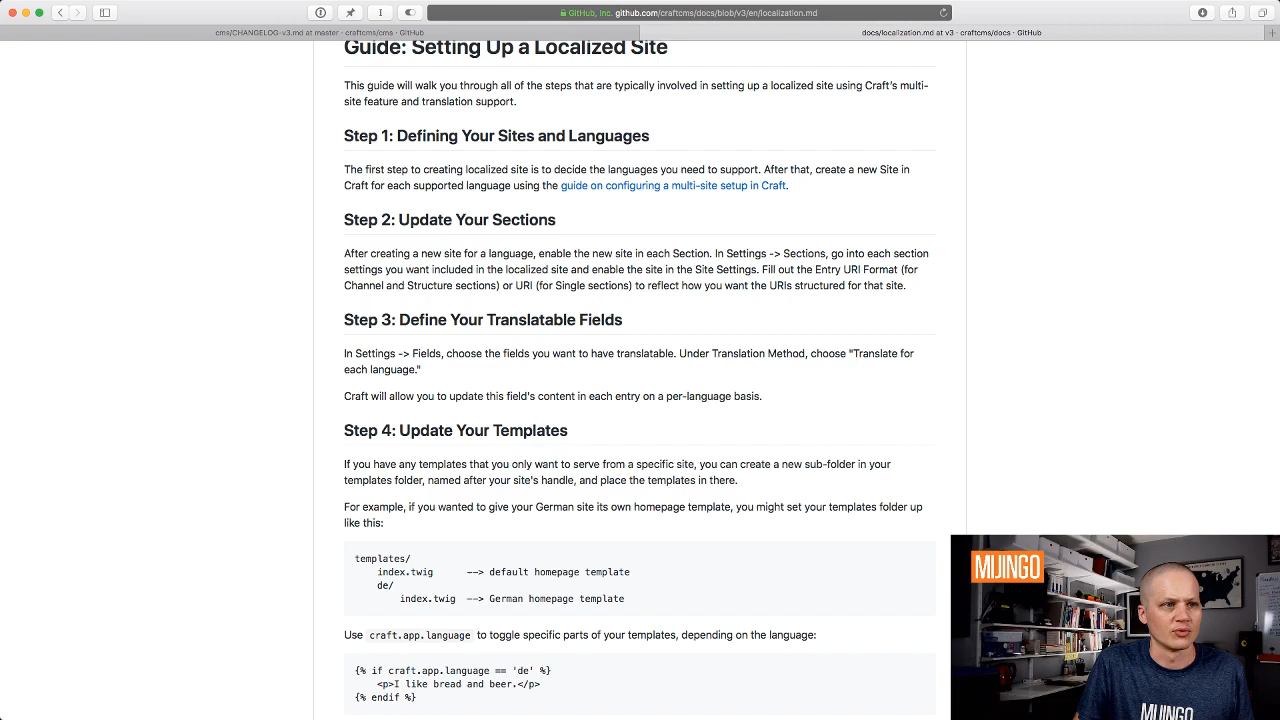 GitHub, Inc. github.com/craftcms/docs/blob/v3/en/localization.md
cms/CHANGELOG-v3.md at master · craftcms/cms · GitHub
docs/localization.md at v3 · craftcms/docs · GitHub
Guide: Setting Up a Localized Site
This guide will walk you through all of the steps that are typically involved in setting up a localized site using Craft's multi-
site feature and translation support.
Step 1: Defining Your Sites and Languages
The first step to creating localized site is to decide the languages you need to support. After that, create a new Site in
Craft for each supported language using the guide on configuring a multi-site setup in Craft.
Step 2: Update Your Sections
After creating a new site for a language, enable the new site in each Section. In Settings -> Sections, go into each section
settings you want included in the localized site and enable the site in the Site Settings. Fill out the Entry URI Format (for
Channel and Structure sections) or URI (for Single sections) to reflect how you want the URIs structured for that site.
Step 3: Define Your Translatable Fields
In Settings -> Fields, choose the fields you want to have translatable. Under Translation Method, choose "Translate for
each language."
Craft will allow you to update this field's content in each entry on a per-language basis.
Step 4: Update Your Templates
If you have any templates that you only want to serve from a specific site, you can create a new sub-folder in your
templates folder, named after your site's handle, and place the templates in there.
For example, if you wanted to give your German site its own homepage template, you might set your templates folder up
like this:
templates/
index.twig --> default homepage template
de/
index.twig --> German homepage template
Use craft.app.language to toggle specific parts of your templates, depending on the language:
{% if craft.app.language == 'de' %}
<p>I like bread and beer.</p>
{% endif %}
MIJINGO
MIJINGO